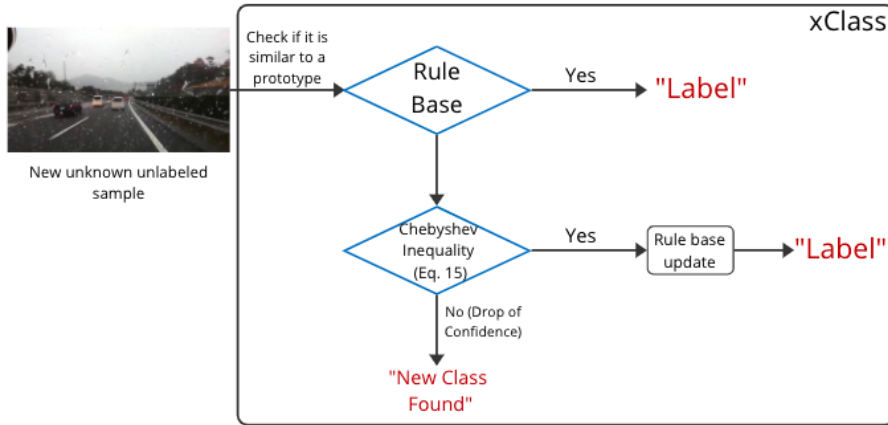 xClass
Check if it is
similar to a
prototype
Rule
Base
Yes
"Label"
New unknown unlabeled
sample
Chebyshev
Inequality
(Eq. 15)
Yes
Rule base
update
"Label"
No (Drop of
Confidence)
"New Class
Found"